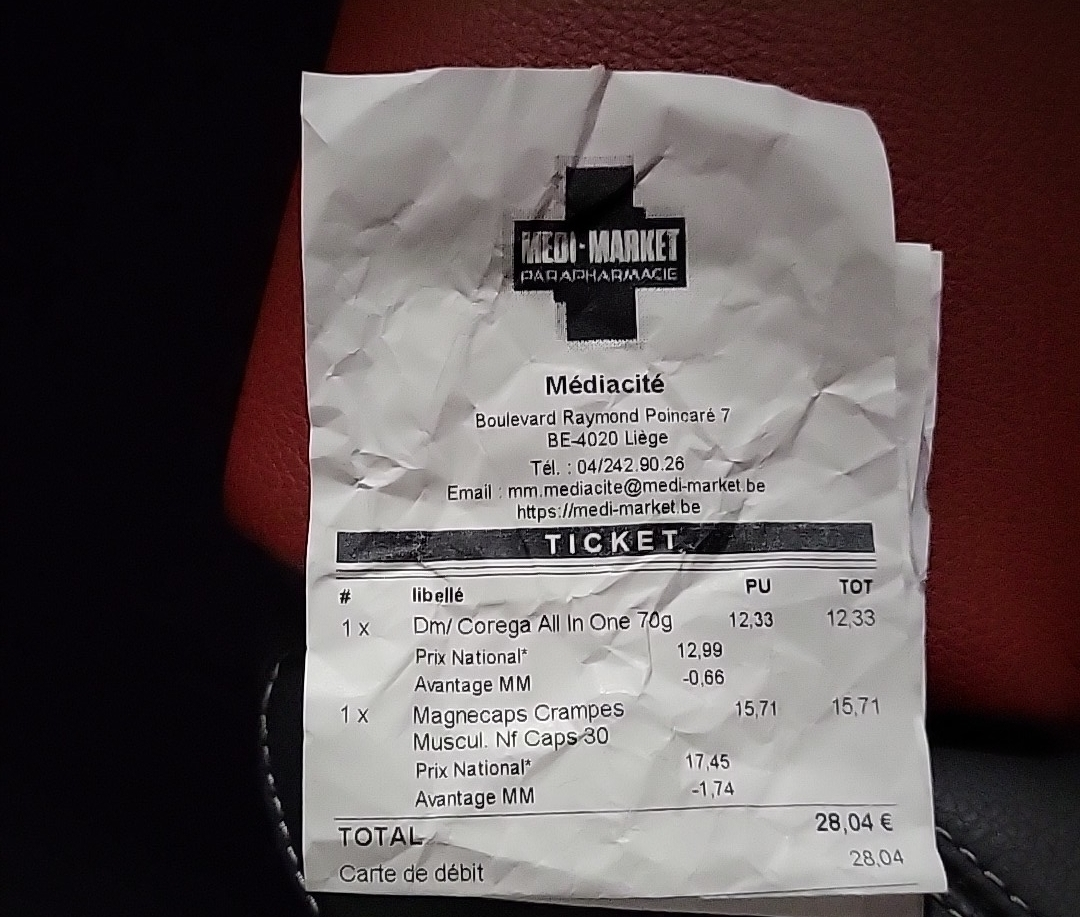 MEDI-MARKET
PARAPHARMACIE
Médiacité
Boulevard Raymond Poincaré 7
BE-4020 Liège
Tél. : 04/242.90.26
Email : mm.mediacite@medi-market.be
https://medi-market.be
TICKET
# libellé PU TOT
1 x Dm/ Corega All In One 70g 12,33 12,33
Prix National* 12,99
Avantage MM -0,66
1 x Magnecaps Crampes 15,71 15,71
Muscul. Nf Caps 30
Prix National* 17,45
Avantage MM -1,74
TOTAL 28,04 €
Carte de débit 28,04